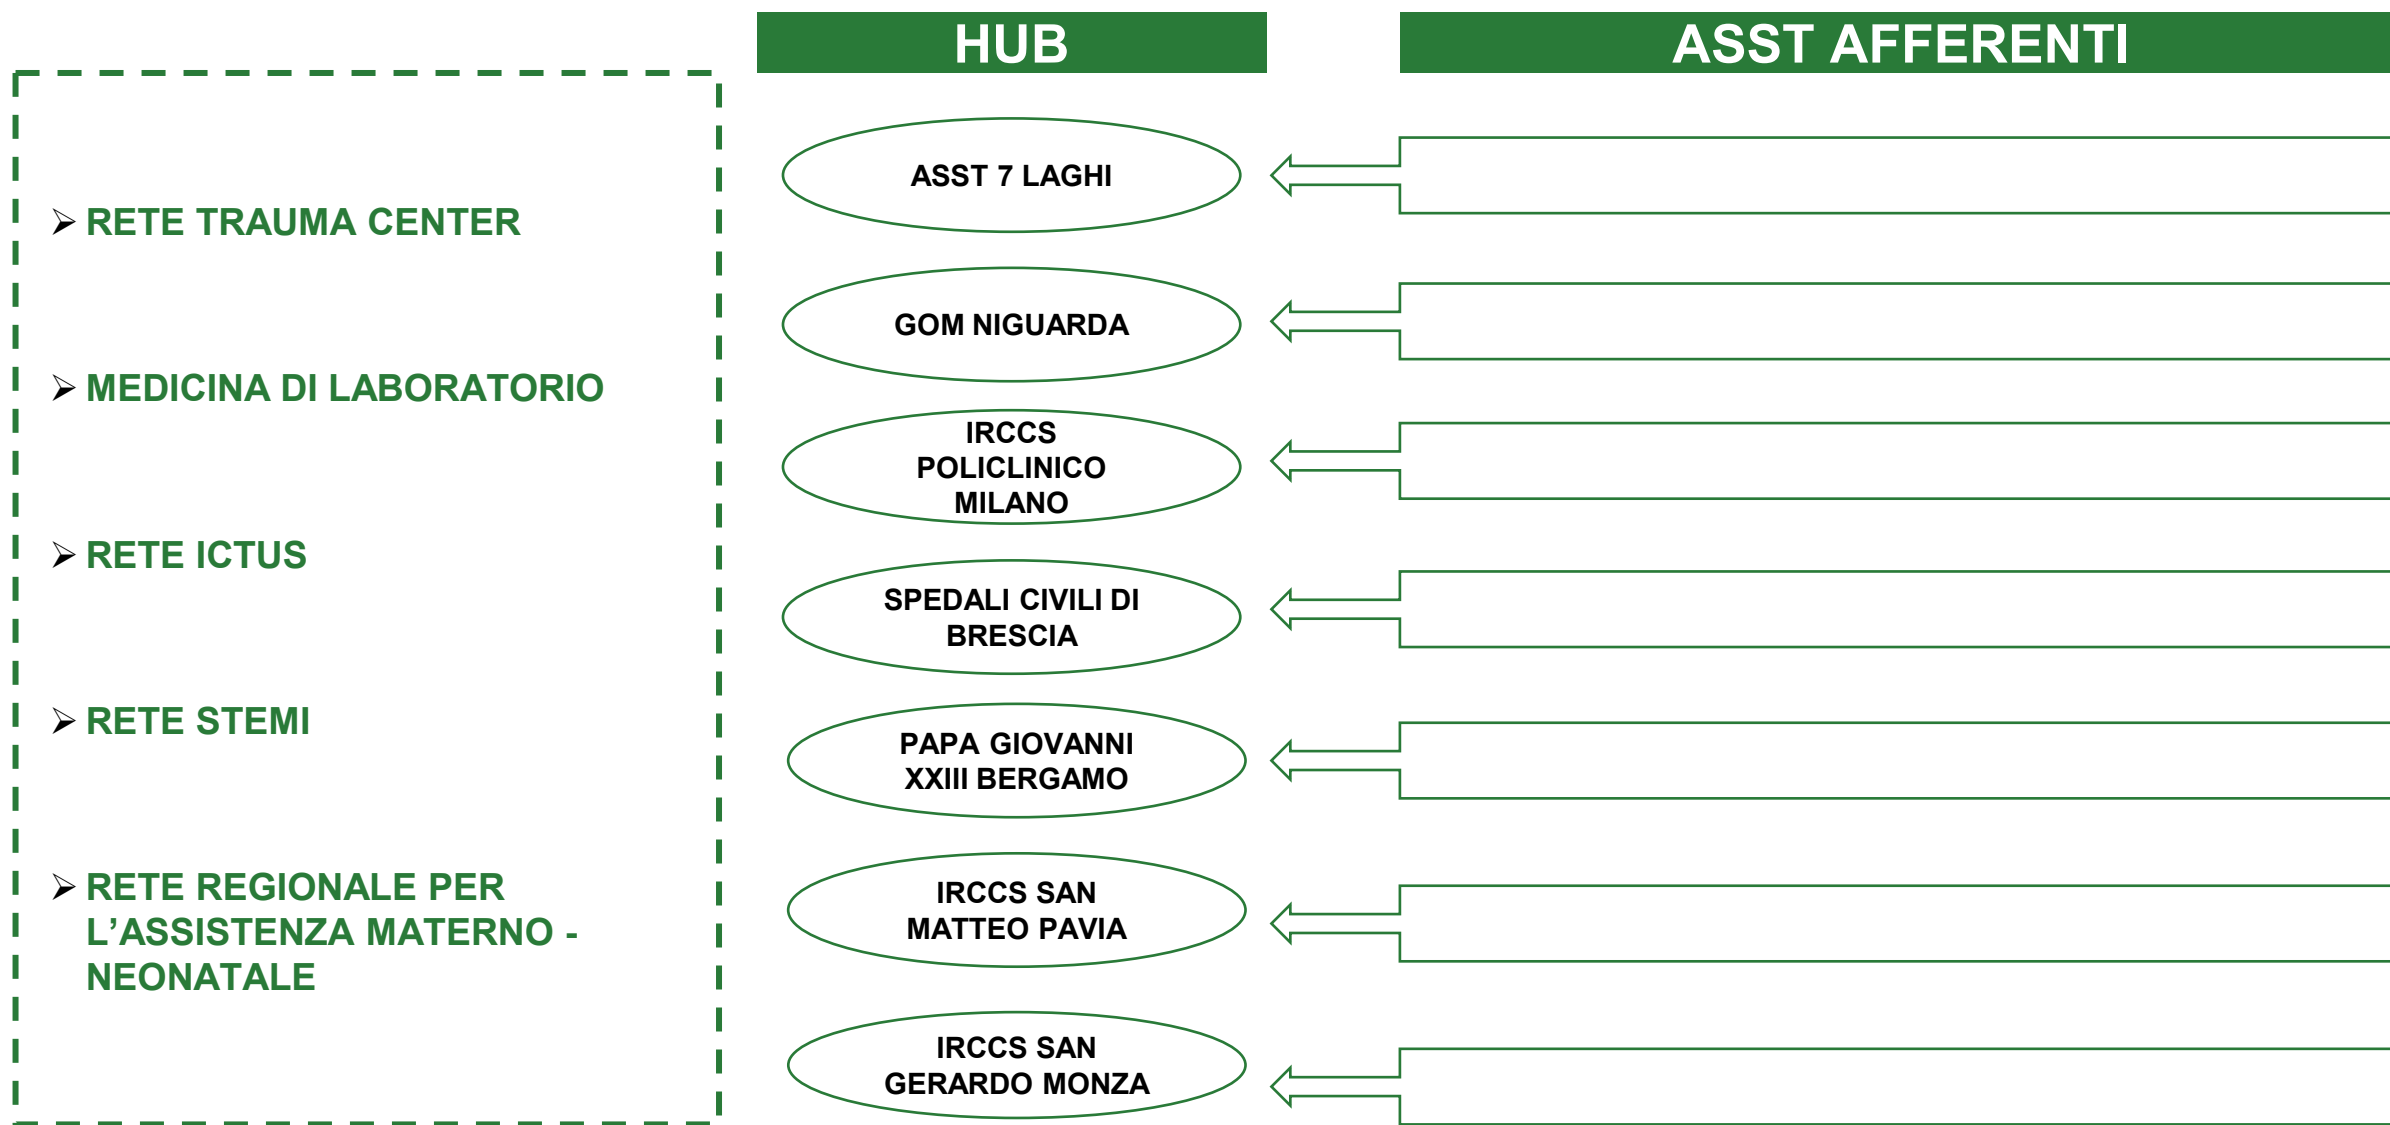 HUB
ASST AFFERENTI
➢ RETE TRAUMA CENTER
➢ MEDICINA DI LABORATORIO
➢ RETE ICTUS
➢ RETE STEMI
➢ RETE REGIONALE PER
L’ASSISTENZA MATERNO -
NEONATALE
ASST 7 LAGHI
GOM NIGUARDA
IRCCS
POLICLINICO
MILANO
SPEDALI CIVILI DI
BRESCIA
PAPA GIOVANNI
XXIII BERGAMO
IRCCS SAN
MATTEO PAVIA
IRCCS SAN
GERARDO MONZA